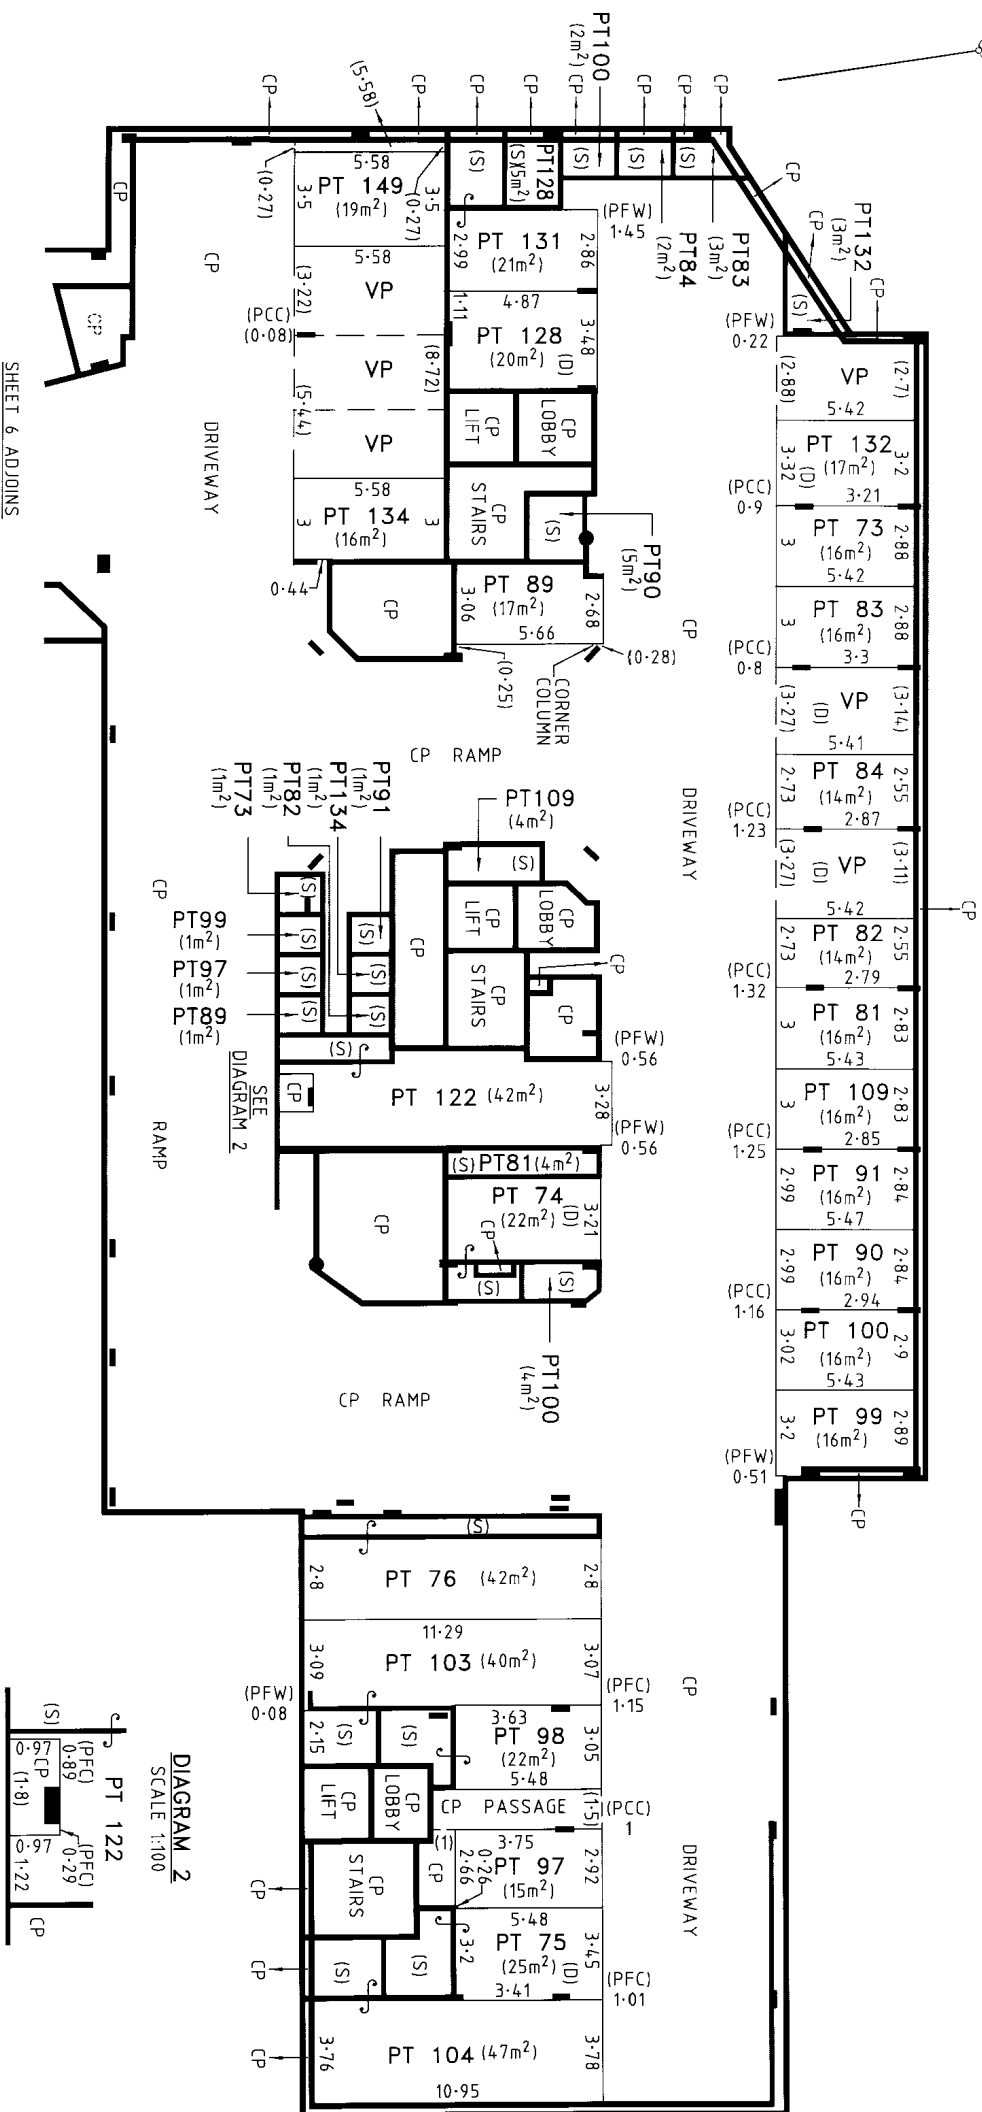 PT100
(2m²)
CP
CP
CP
CP
CP
CP
CP
(5·58)
(S)
PT128
(S)(5m²)
(S)
(S)
(S)
CP
CP
PT132
(3m²)
CP
(S)
PT83
(3m²)
PT84
(2m²)
(PFW)
1·45
(PFW)
0·22
CP
5·58
3·5
PT 149
(19m²)
3·5
(0·27)
(0·27)
5·58
VP
(3·22)
(PCC)
(0·08)
VP
(8·72)
(5·44)
VP
5·58
3
PT 134
(16m²)
3
0·44
2·99
PT 131
(21m²)
2·86
4·87
1·11
PT 128
(20m²)
(D)
3·48
CP
LIFT
CP
LOBBY
CP
STAIRS
(S)
PT90
(5m²)
CP
PT 89
(17m²)
3·06
2·68
5·66
(0·28)
(0·25)
CORNER
COLUMN
CP
CP
CP
DRIVEWAY
SHEET 6 ADJOINS
(2·7)
VP
(2·88)
5·42
3·32
PT 132
(17m²)
(D)
3·2
3·21
(PCC)
0·9
3
PT 73
(16m²)
2·88
5·42
3
PT 83
(16m²)
2·88
3·3
(PCC)
0·8
(3·27)
VP
(D)
(3·14)
5·41
2·73
PT 84
(14m²)
2·55
2·87
(PCC)
1·23
(3·27)
VP
(D)
(3·11)
5·42
CP
2·73
PT 82
(14m²)
2·55
2·79
(PCC)
1·32
3
PT 81
(16m²)
2·83
5·43
3
PT 109
(16m²)
2·83
2·85
(PCC)
1·25
2·99
PT 91
(16m²)
2·84
5·47
2·99
PT 90
(16m²)
2·84
2·94
(PCC)
1·16
3·02
PT 100
(16m²)
2·9
5·43
3·2
PT 99
(16m²)
2·89
(PFW)
0·51
CP
CP
DRIVEWAY
CP RAMP
PT109
(4m²)
(S)
PT91
(1m²)
PT134
(1m²)
PT82
(1m²)
PT73
(1m²)
CP
LIFT
CP
LOBBY
CP
STAIRS
CP
CP
CP
(S)
(S)
(S)
(S)
(S)
(S)
(S)
(S)
PT99
(1m²)
PT97
(1m²)
PT89
(1m²)
CP
RAMP
(PFW)
0·56
SEE
DIAGRAM 2
CP
PT 122 (42m²)
3·28
(PFW)
0·56
(S) PT81 (4m²)
PT 74
(22m²)
(D)
3·21
CP
CP
(S)
(S)
PT100
(4m²)
CP RAMP
(S)
2·8
PT 76 (42m²)
2·8
11·29
3·09
PT 103 (40m²)
3·07
(PFW)
0·08
(PFC)
1·15
CP
2·15
(S)
(S)
3·63
PT 98
(22m²)
5·48
3·05
CP
LIFT
CP
LOBBY
CP PASSAGE
(1·5)
(PCC)
1
(1)
CP
3·75
0·26
2·66
PT 97
(15m²)
2·92
DRIVEWAY
CP
STAIRS
CP
5·48
3·2
PT 75
(25m²)
(D)
3·45
3·41
(PFC)
1·01
(S)
(S)
CP
3·76
PT 104 (47m²)
3·78
10·95
CP
DIAGRAM 2
SCALE 1:100
PT 122
(S)
(PFC)
0·89
0·97
CP
(1·8)
(PFC)
0·29
0·97
1·22
CP